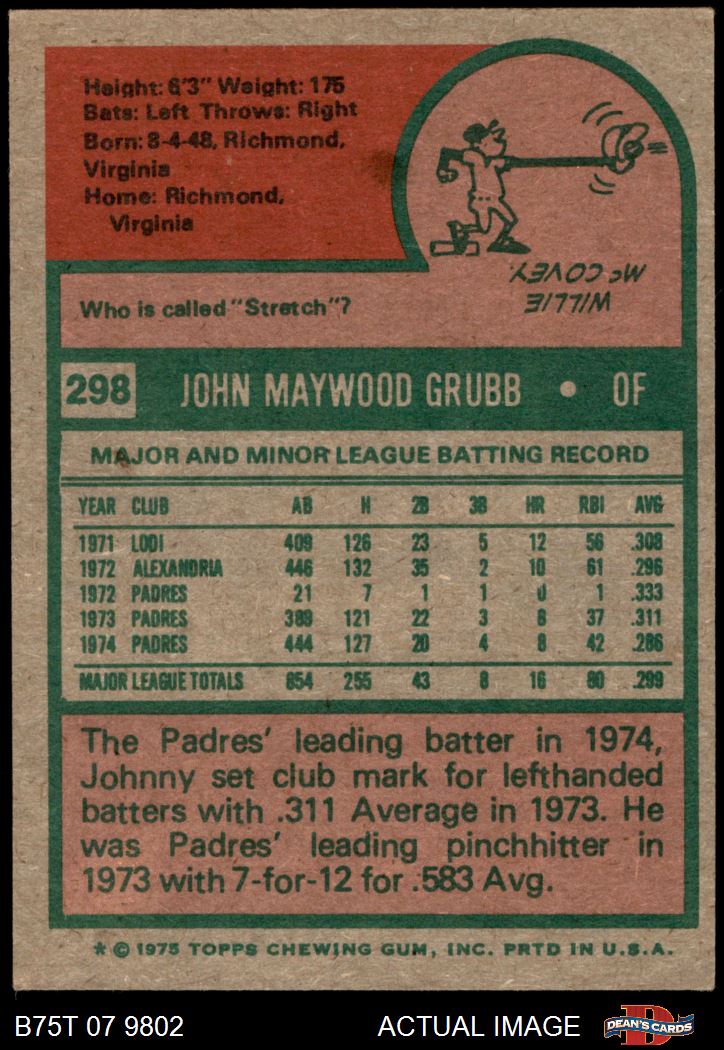 Height: 6'3" Weight: 175
Bats: Left Throws: Right
Born: 8-4-48, Richmond,
Virginia
Home: Richmond,
Virginia
Who is called "Stretch"?
WILLIE
McCOVEY.
298 JOHN MAYWOOD GRUBB • OF
MAJOR AND MINOR LEAGUE BATTING RECORD
YEAR CLUB AB H 2B 3B HR RBI AVG
1971 LODI 409 126 23 5 12 56 .308
1972 ALEXANDRIA 446 132 35 2 10 61 .296
1972 PADRES 21 7 1 1 0 1 .333
1973 PADRES 389 121 22 3 8 37 .311
1974 PADRES 444 127 20 4 8 42 .286
MAJOR LEAGUE TOTALS 854 255 43 8 16 80 .299
The Padres' leading batter in 1974,
Johnny set club mark for lefthanded
batters with .311 Average in 1973. He
was Padres' leading pinchhitter in
1973 with 7-for-12 for .583 Avg.
* © 1975 TOPPS CHEWING GUM, INC. PRTD IN U.S.A.
B75T 07 9802 ACTUAL IMAGE D DEAN'S CARDS